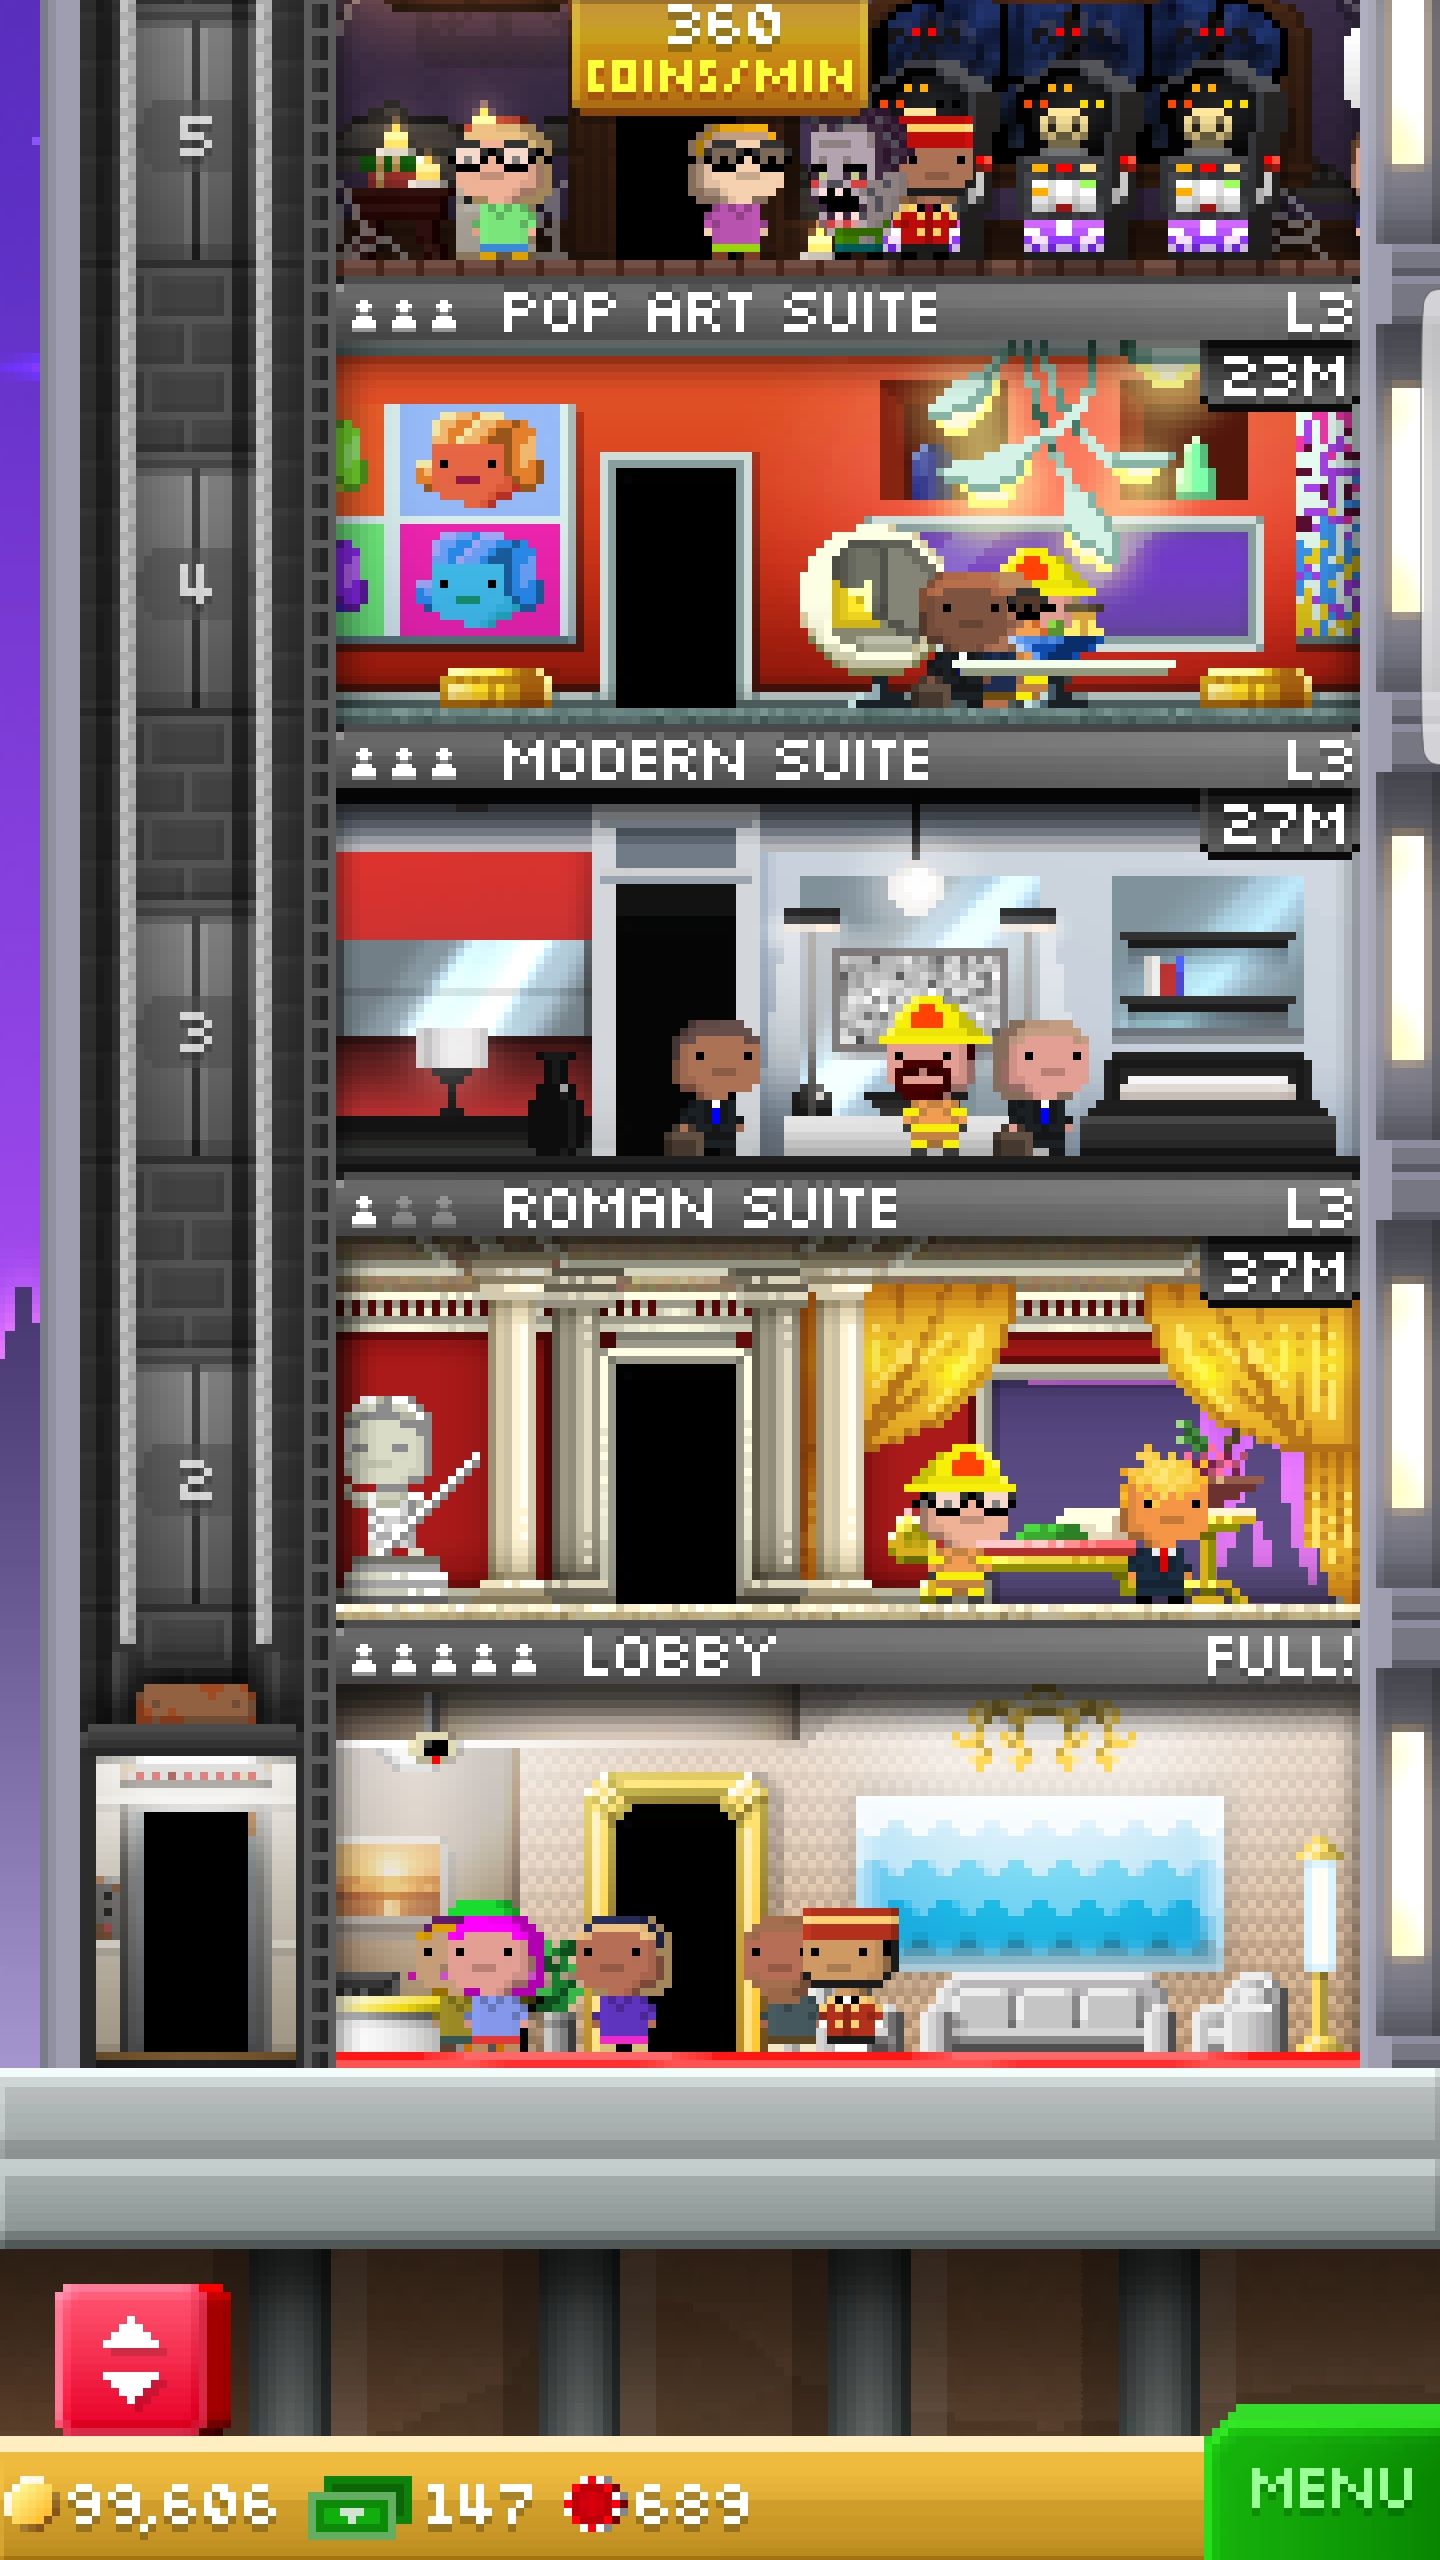 360
COINS/MIN
5
POP ART SUITE L3
23M
4
MODERN SUITE L3
27M
3
ROMAN SUITE L3
37M
2
LOBBY FULL!
99,606 147 689
MENU